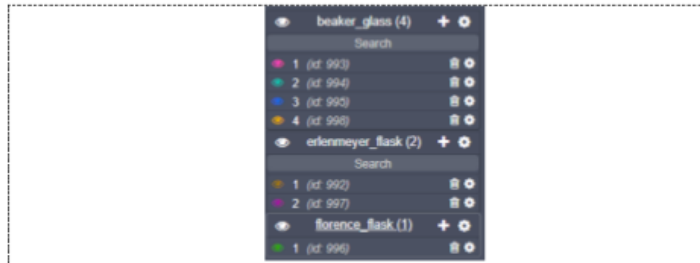 beaker_glass (4)
Search
1 (id: 993)
2 (id: 994)
3 (id: 995)
4 (id: 998)
erlenmeyer_flask (2)
Search
1 (id: 992)
2 (id: 997)
florence_flask (1)
1 (id: 996)